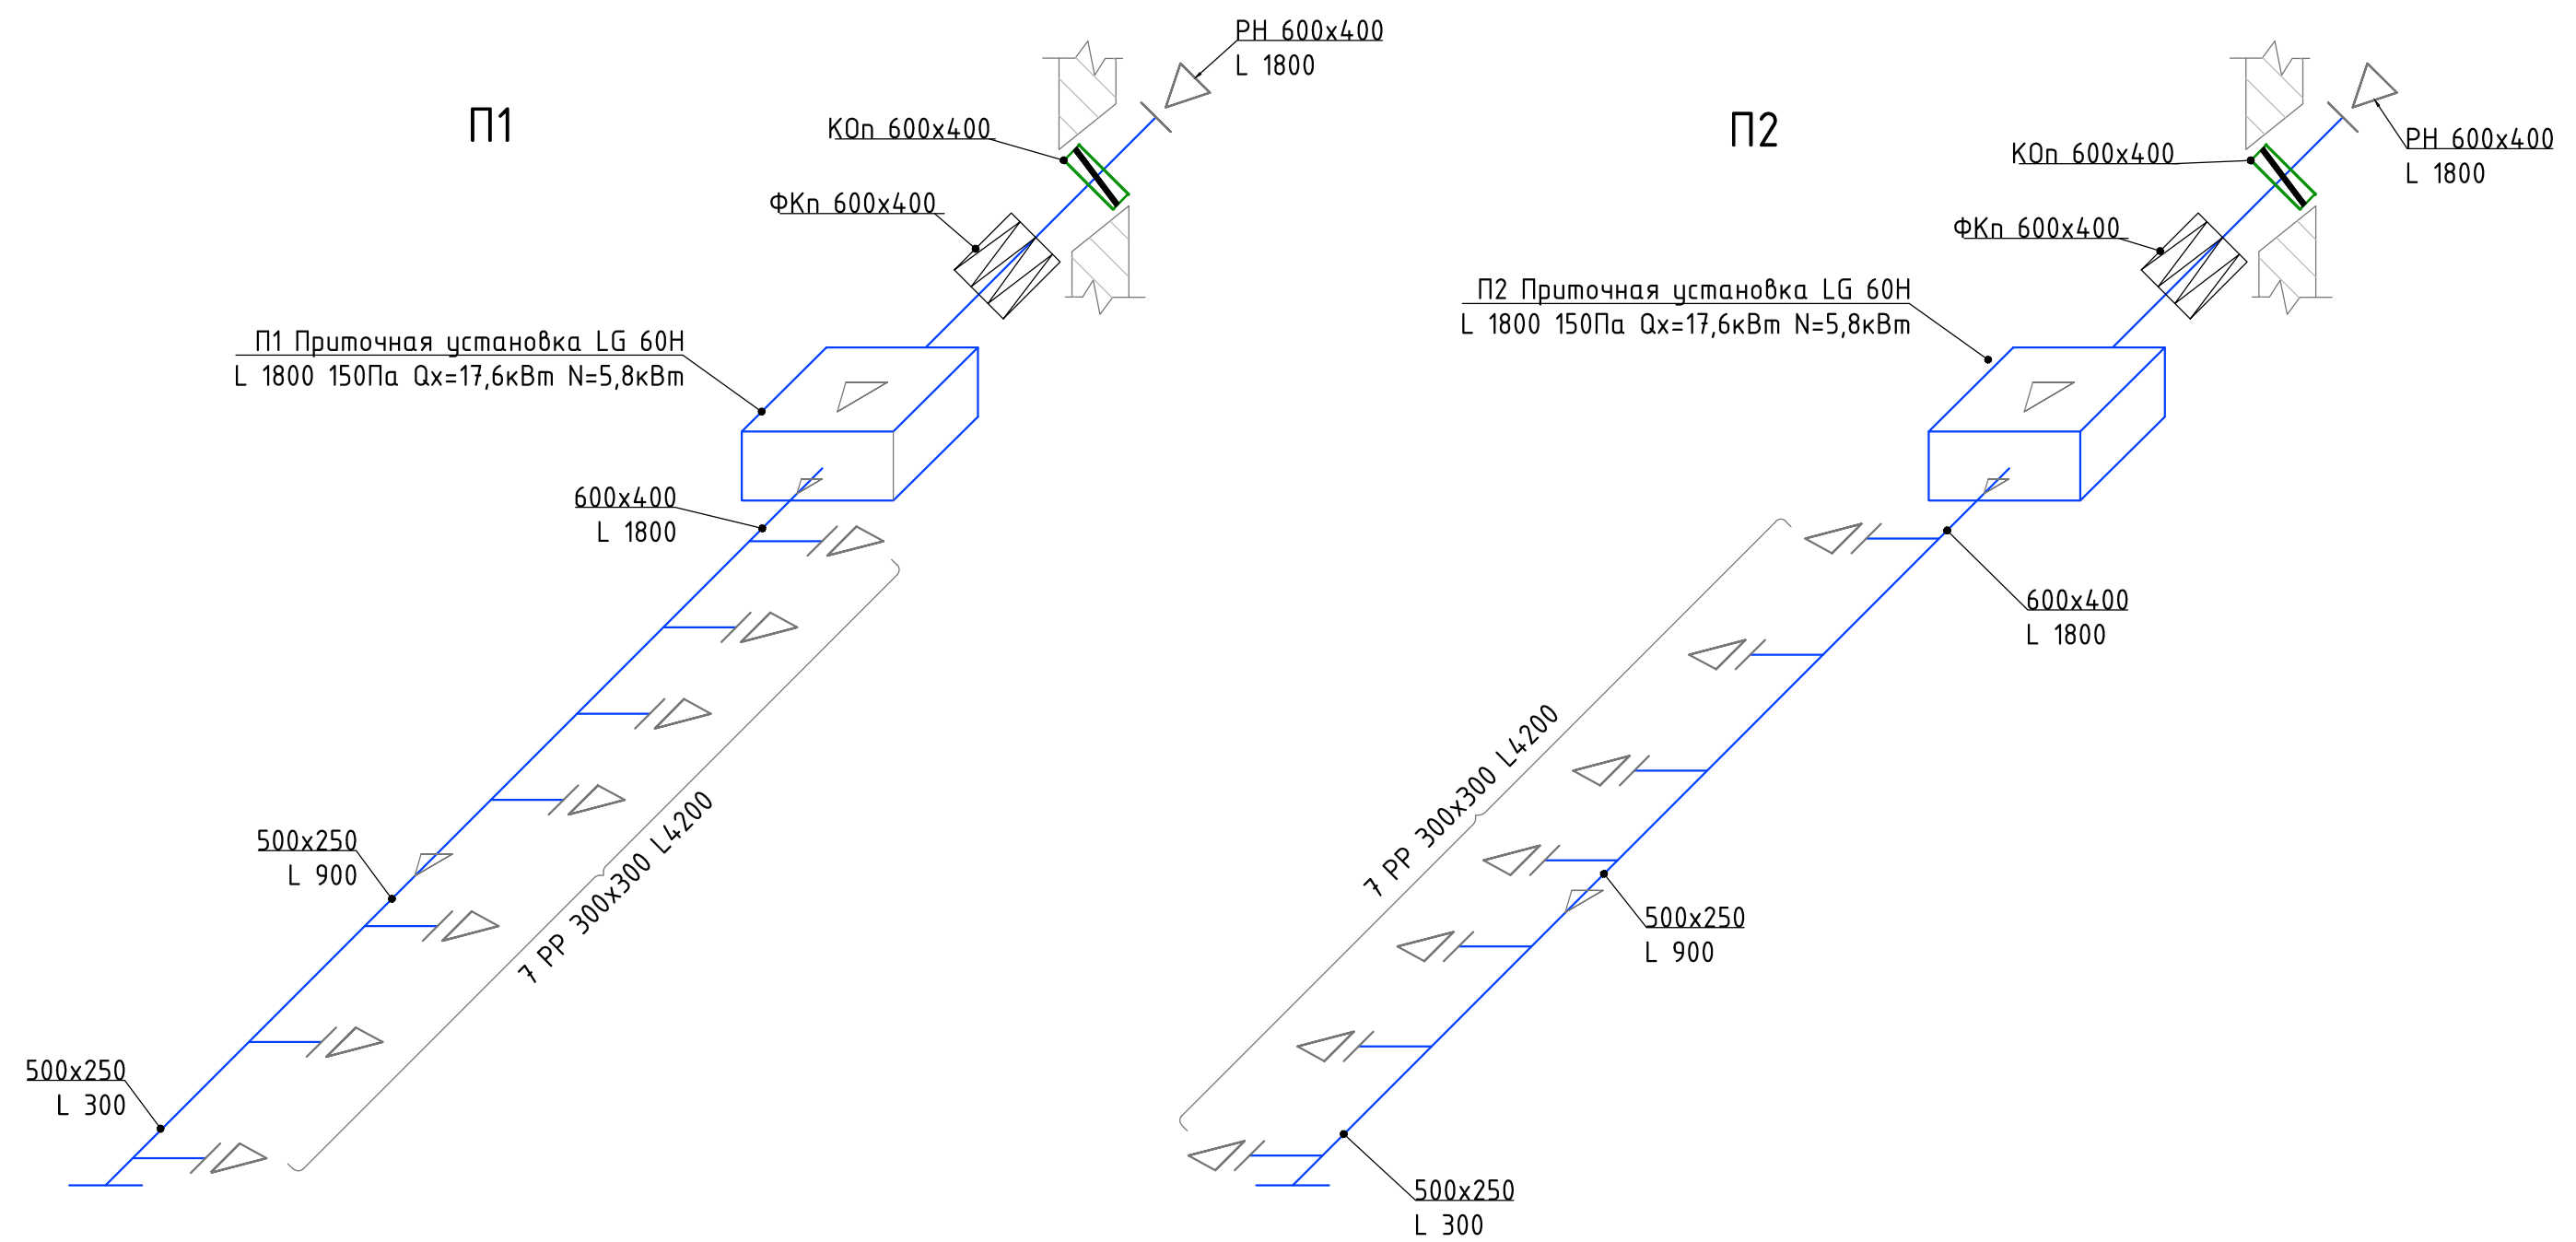 П1
РН 600х400
L 1800
КОп 600х400
ФКп 600х400
П1 Приточная установка LG 60Н
L 1800 150Па Qх=17,6кВт N=5,8кВт
600х400
L 1800
500х250
L 900
7 РР 300х300 L4200
500х250
L 300
П2
РН 600х400
L 1800
КОп 600х400
ФКп 600х400
П2 Приточная установка LG 60Н
L 1800 150Па Qх=17,6кВт N=5,8кВт
600х400
L 1800
7 РР 300х300 L4200
500х250
L 900
500х250
L 300